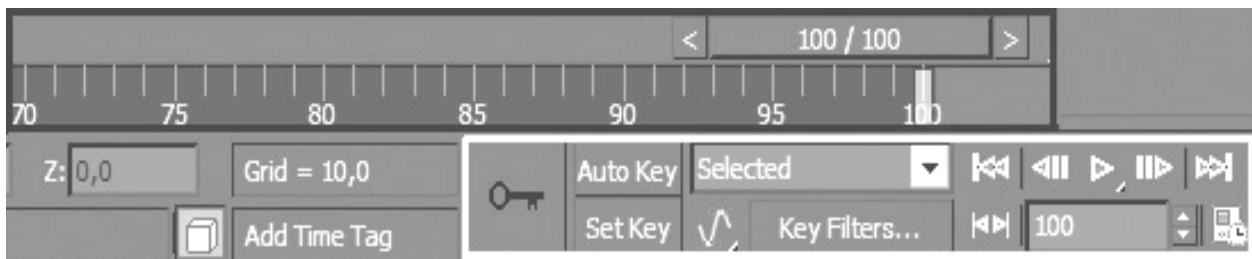 < 100 / 100 >
70 75 80 85 90 95 100
Z: 0,0 Grid = 10,0 Auto Key Selected
Add Time Tag Set Key Key Filters... 100